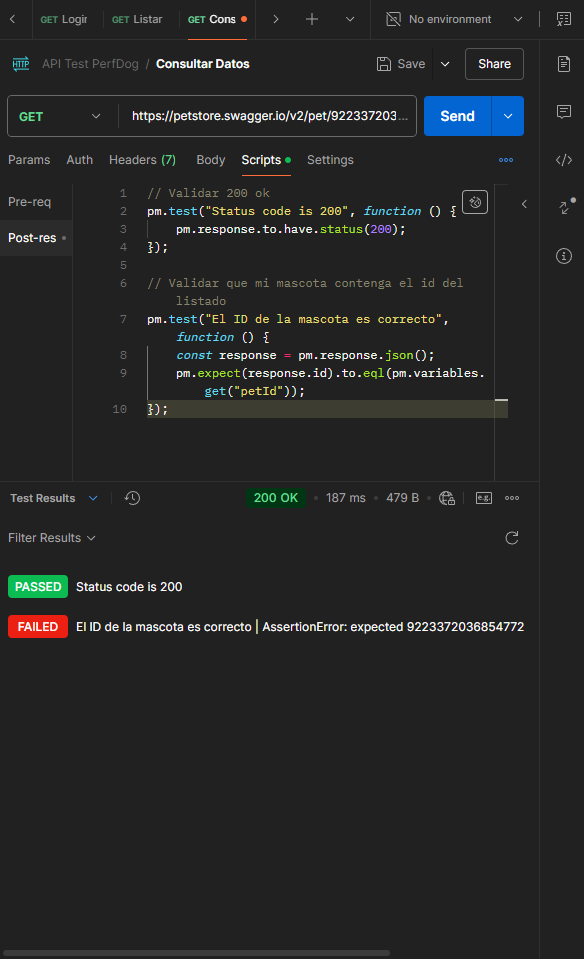 GET Login
GET Listar
GET Cons
No environment
HTTP
API Test PerfDog / Consultar Datos
Save
Share
GET
https://petstore.swagger.io/v2/pet/922337203...
Send
Params
Auth
Headers (7)
Body
Scripts
Settings
Pre-req
Post-res
1 // Validar 200 ok
2 pm.test("Status code is 200", function () {
3 pm.response.to.have.status(200);
4 });
5
6 // Validar que mi mascota contenga el id del
listado
7 pm.test("El ID de la mascota es correcto",
function () {
8 const response = pm.response.json();
9 pm.expect(response.id).to.eql(pm.variables.
get("petId"));
10 });
Test Results
200 OK
187 ms
479 B
e.g.
Filter Results
PASSED Status code is 200
FAILED El ID de la mascota es correcto | AssertionError: expected 9223372036854772